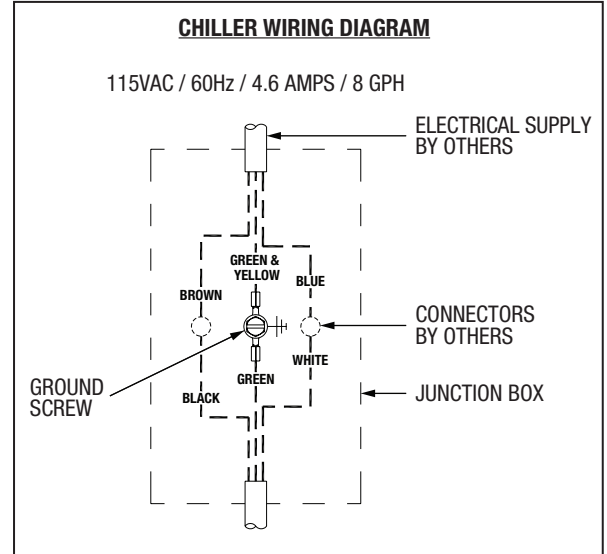 CHILLER WIRING DIAGRAM
115VAC / 60Hz / 4.6 AMPS / 8 GPH
ELECTRICAL SUPPLY
BY OTHERS
GREEN &
YELLOW
BLUE
BROWN
CONNECTORS
BY OTHERS
WHITE
GROUND
SCREW
GREEN
BLACK
JUNCTION BOX